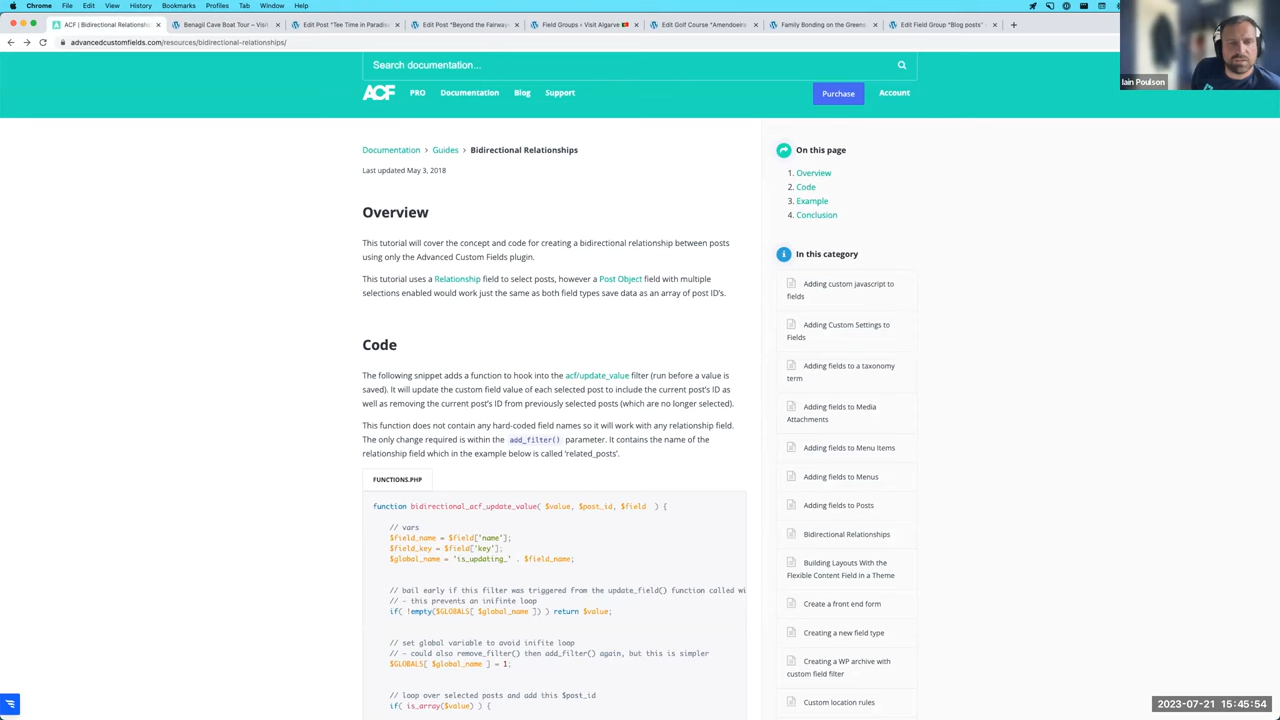 Chrome File Edit View History Bookmarks Profiles Tab Window Help
ACF | Bidirectional Relationsh
Benagil Cave Boat Tour – Visit
Edit Post "Tee Time in Paradise
Edit Post "Beyond the Fairway
Field Groups ‹ Visit Algarve 🇵🇹
Edit Golf Course "Amendoeira
Family Bonding on the Greens
Edit Field Group "Blog posts"
advancedcustomfields.com/resources/bidirectional-relationships/
Iain Poulson
Search documentation...
ACF PRO Documentation Blog Support Purchase Account
Documentation > Guides > Bidirectional Relationships
Last updated May 3, 2018
Overview
This tutorial will cover the concept and code for creating a bidirectional relationship between posts
using only the Advanced Custom Fields plugin.
This tutorial uses a Relationship field to select posts, however a Post Object field with multiple
selections enabled would work just the same as both field types save data as an array of post ID's.
Code
The following snippet adds a function to hook into the acf/update_value filter (run before a value is
saved). It will update the custom field value of each selected post to include the current post's ID as
well as removing the current post's ID from previously selected posts (which are no longer selected).
This function does not contain any hard-coded field names so it will work with any relationship field.
The only change required is within the add_filter() parameter. It contains the name of the
relationship field which in the example below is called 'related_posts'.
FUNCTIONS.PHP
function bidirectional_acf_update_value( $value, $post_id, $field  ) {
// vars
$field_name = $field['name'];
$field_key = $field['key'];
$global_name = 'is_updating_' . $field_name;
// bail early if this filter was triggered from the update_field() function called wi
// - this prevents an inifinte loop
if( !empty($GLOBALS[ $global_name ]) ) return $value;
// set global variable to avoid inifite loop
// - could also remove_filter() then add_filter() again, but this is simpler
$GLOBALS[ $global_name ] = 1;
// loop over selected posts and add this $post_id
if( is_array($value) ) {
On this page
1. Overview
2. Code
3. Example
4. Conclusion
In this category
Adding custom javascript to
fields
Adding Custom Settings to
Fields
Adding fields to a taxonomy
term
Adding fields to Media
Attachments
Adding fields to Menu Items
Adding fields to Menus
Adding fields to Posts
Bidirectional Relationships
Building Layouts With the
Flexible Content Field in a Theme
Create a front end form
Creating a new field type
Creating a WP archive with
custom field filter
Custom location rules
2023-07-21 15:45:54